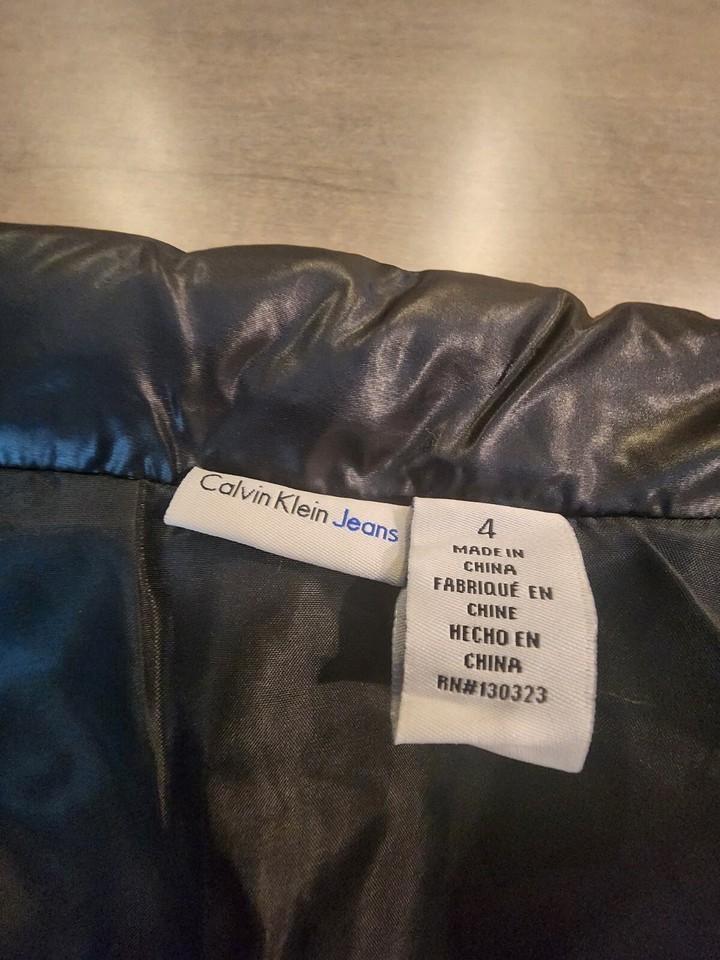 Calvin Klein Jeans
4
MADE IN
CHINA
FABRIQUÉ EN
CHINE
HECHO EN
CHINA
RN#130323